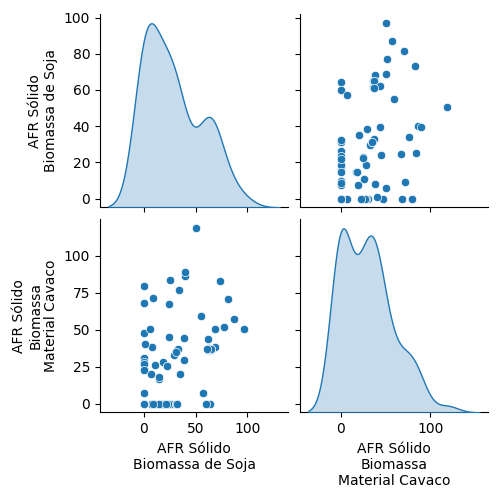 100
80
60
40
20
0
AFR Sólido
Biomassa de Soja
100
75
50
25
0
AFR Sólido
Biomassa
Material Cavaco
0
50
100
0
100
AFR Sólido
Biomassa de Soja
AFR Sólido
Biomassa
Material Cavaco